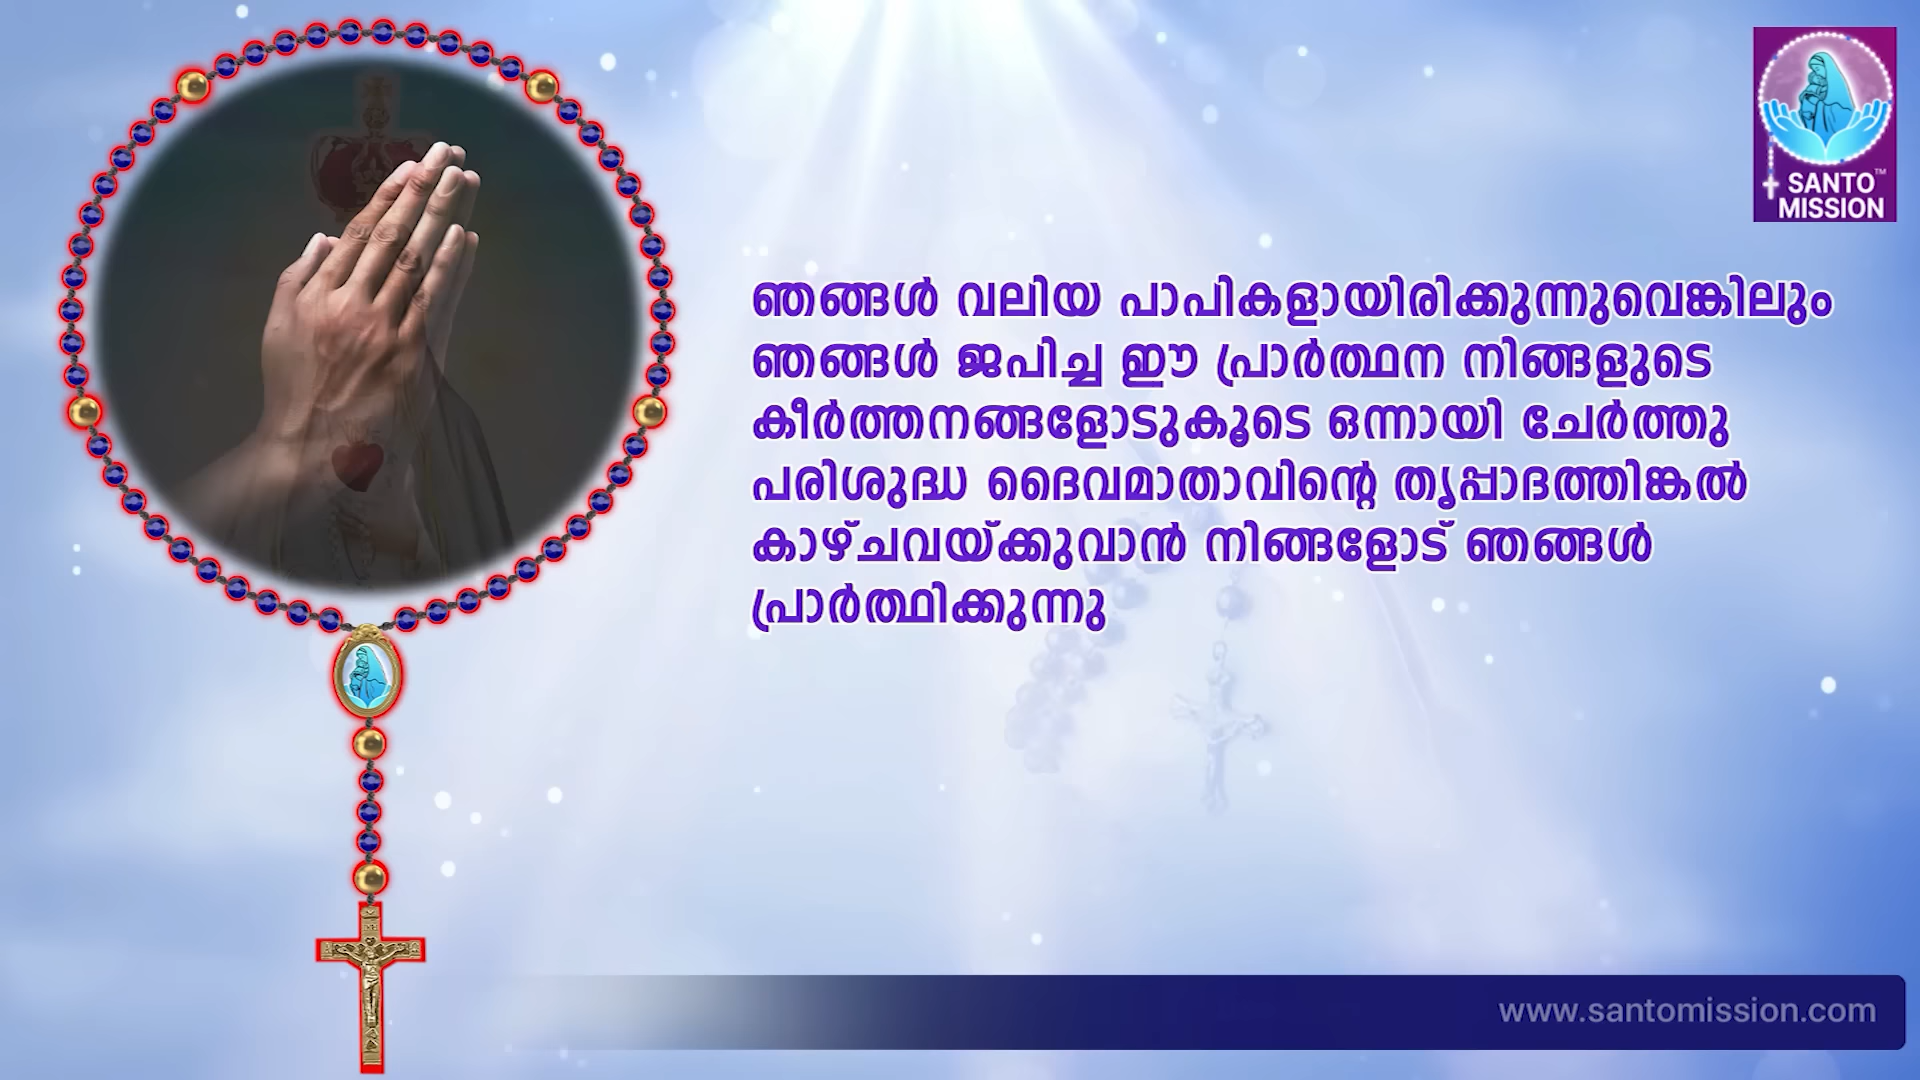 SANTO™
MISSION
ഞങ്ങൾ വലിയ പാപികളായിരിക്കുന്നുവെങ്കിലും
ഞങ്ങൾ ജപിച്ച ഈ പ്രാർത്ഥന നിങ്ങളുടെ
കീർത്തനങ്ങളോടുകൂടെ ഒന്നായി ചേർത്തു
പരിശുദ്ധ ദൈവമാതാവിന്റെ തൃപ്പാദത്തിങ്കൽ
കാഴ്ചവയ്ക്കുവാൻ നിങ്ങളോട് ഞങ്ങൾ
പ്രാർത്ഥിക്കുന്നു
www.santomission.com